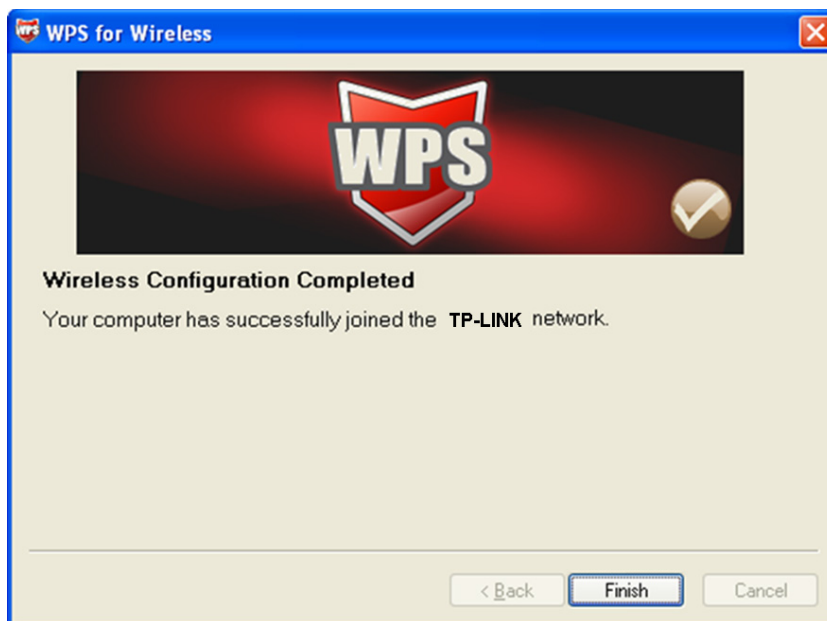 WPS for Wireless
WPS
Wireless Configuration Completed
Your computer has successfully joined the TP-LINK network.
< Back
Finish
Cancel